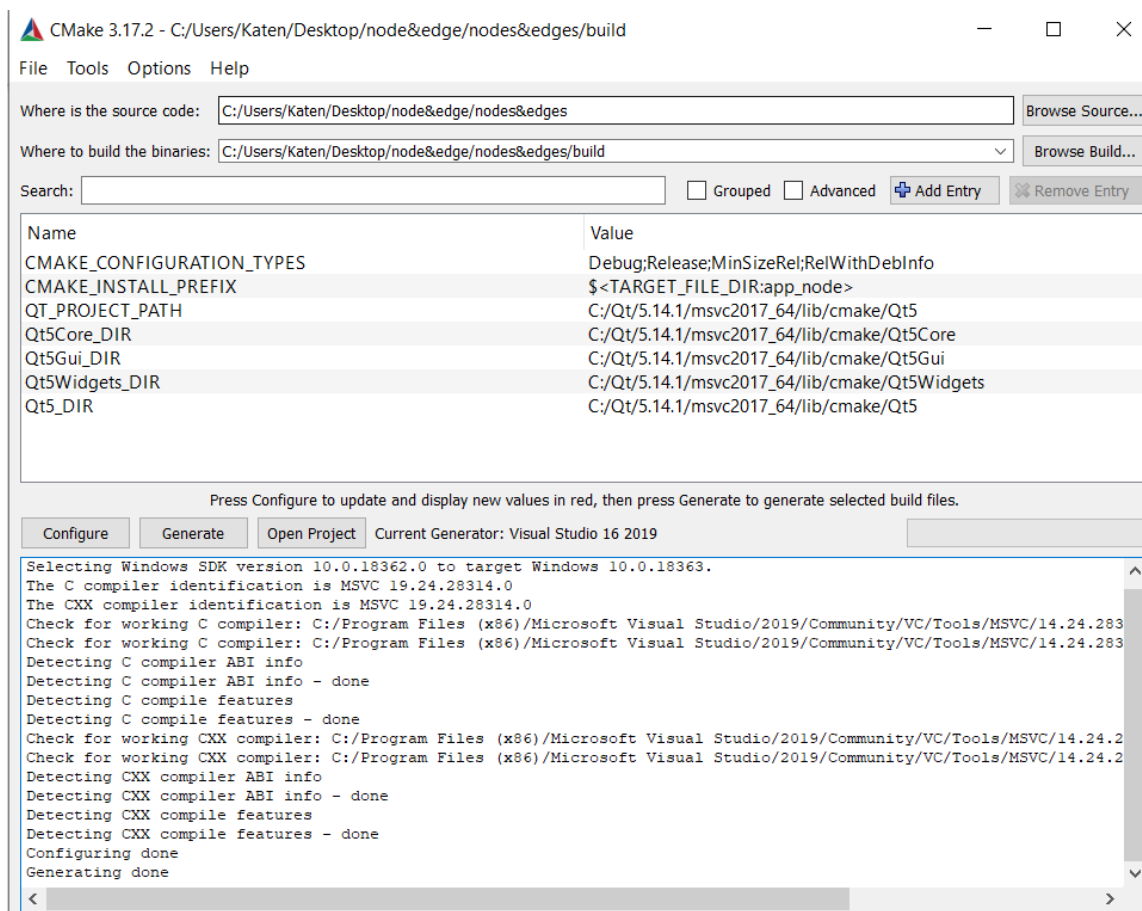 CMake 3.17.2 - C:/Users/Katen/Desktop/node&edge/nodes&edges/build
File Tools Options Help
Where is the source code: C:/Users/Katen/Desktop/node&edge/nodes&edges Browse Source...
Where to build the binaries: C:/Users/Katen/Desktop/node&edge/nodes&edges/build Browse Build...
Search: Grouped Advanced Add Entry Remove Entry
Name Value
CMAKE_CONFIGURATION_TYPES Debug;Release;MinSizeRel;RelWithDebInfo
CMAKE_INSTALL_PREFIX $<TARGET_FILE_DIR:app_node>
QT_PROJECT_PATH C:/Qt/5.14.1/msvc2017_64/lib/cmake/Qt5
Qt5Core_DIR C:/Qt/5.14.1/msvc2017_64/lib/cmake/Qt5Core
Qt5Gui_DIR C:/Qt/5.14.1/msvc2017_64/lib/cmake/Qt5Gui
Qt5Widgets_DIR C:/Qt/5.14.1/msvc2017_64/lib/cmake/Qt5Widgets
Qt5_DIR C:/Qt/5.14.1/msvc2017_64/lib/cmake/Qt5
Press Configure to update and display new values in red, then press Generate to generate selected build files.
Configure Generate Open Project Current Generator: Visual Studio 16 2019
Selecting Windows SDK version 10.0.18362.0 to target Windows 10.0.18363.
The C compiler identification is MSVC 19.24.28314.0
The CXX compiler identification is MSVC 19.24.28314.0
Check for working C compiler: C:/Program Files (x86)/Microsoft Visual Studio/2019/Community/VC/Tools/MSVC/14.24.283
Check for working C compiler: C:/Program Files (x86)/Microsoft Visual Studio/2019/Community/VC/Tools/MSVC/14.24.283
Detecting C compiler ABI info
Detecting C compiler ABI info - done
Detecting C compile features
Detecting C compile features - done
Check for working CXX compiler: C:/Program Files (x86)/Microsoft Visual Studio/2019/Community/VC/Tools/MSVC/14.24.2
Check for working CXX compiler: C:/Program Files (x86)/Microsoft Visual Studio/2019/Community/VC/Tools/MSVC/14.24.2
Detecting CXX compiler ABI info
Detecting CXX compiler ABI info - done
Detecting CXX compile features
Detecting CXX compile features - done
Configuring done
Generating done